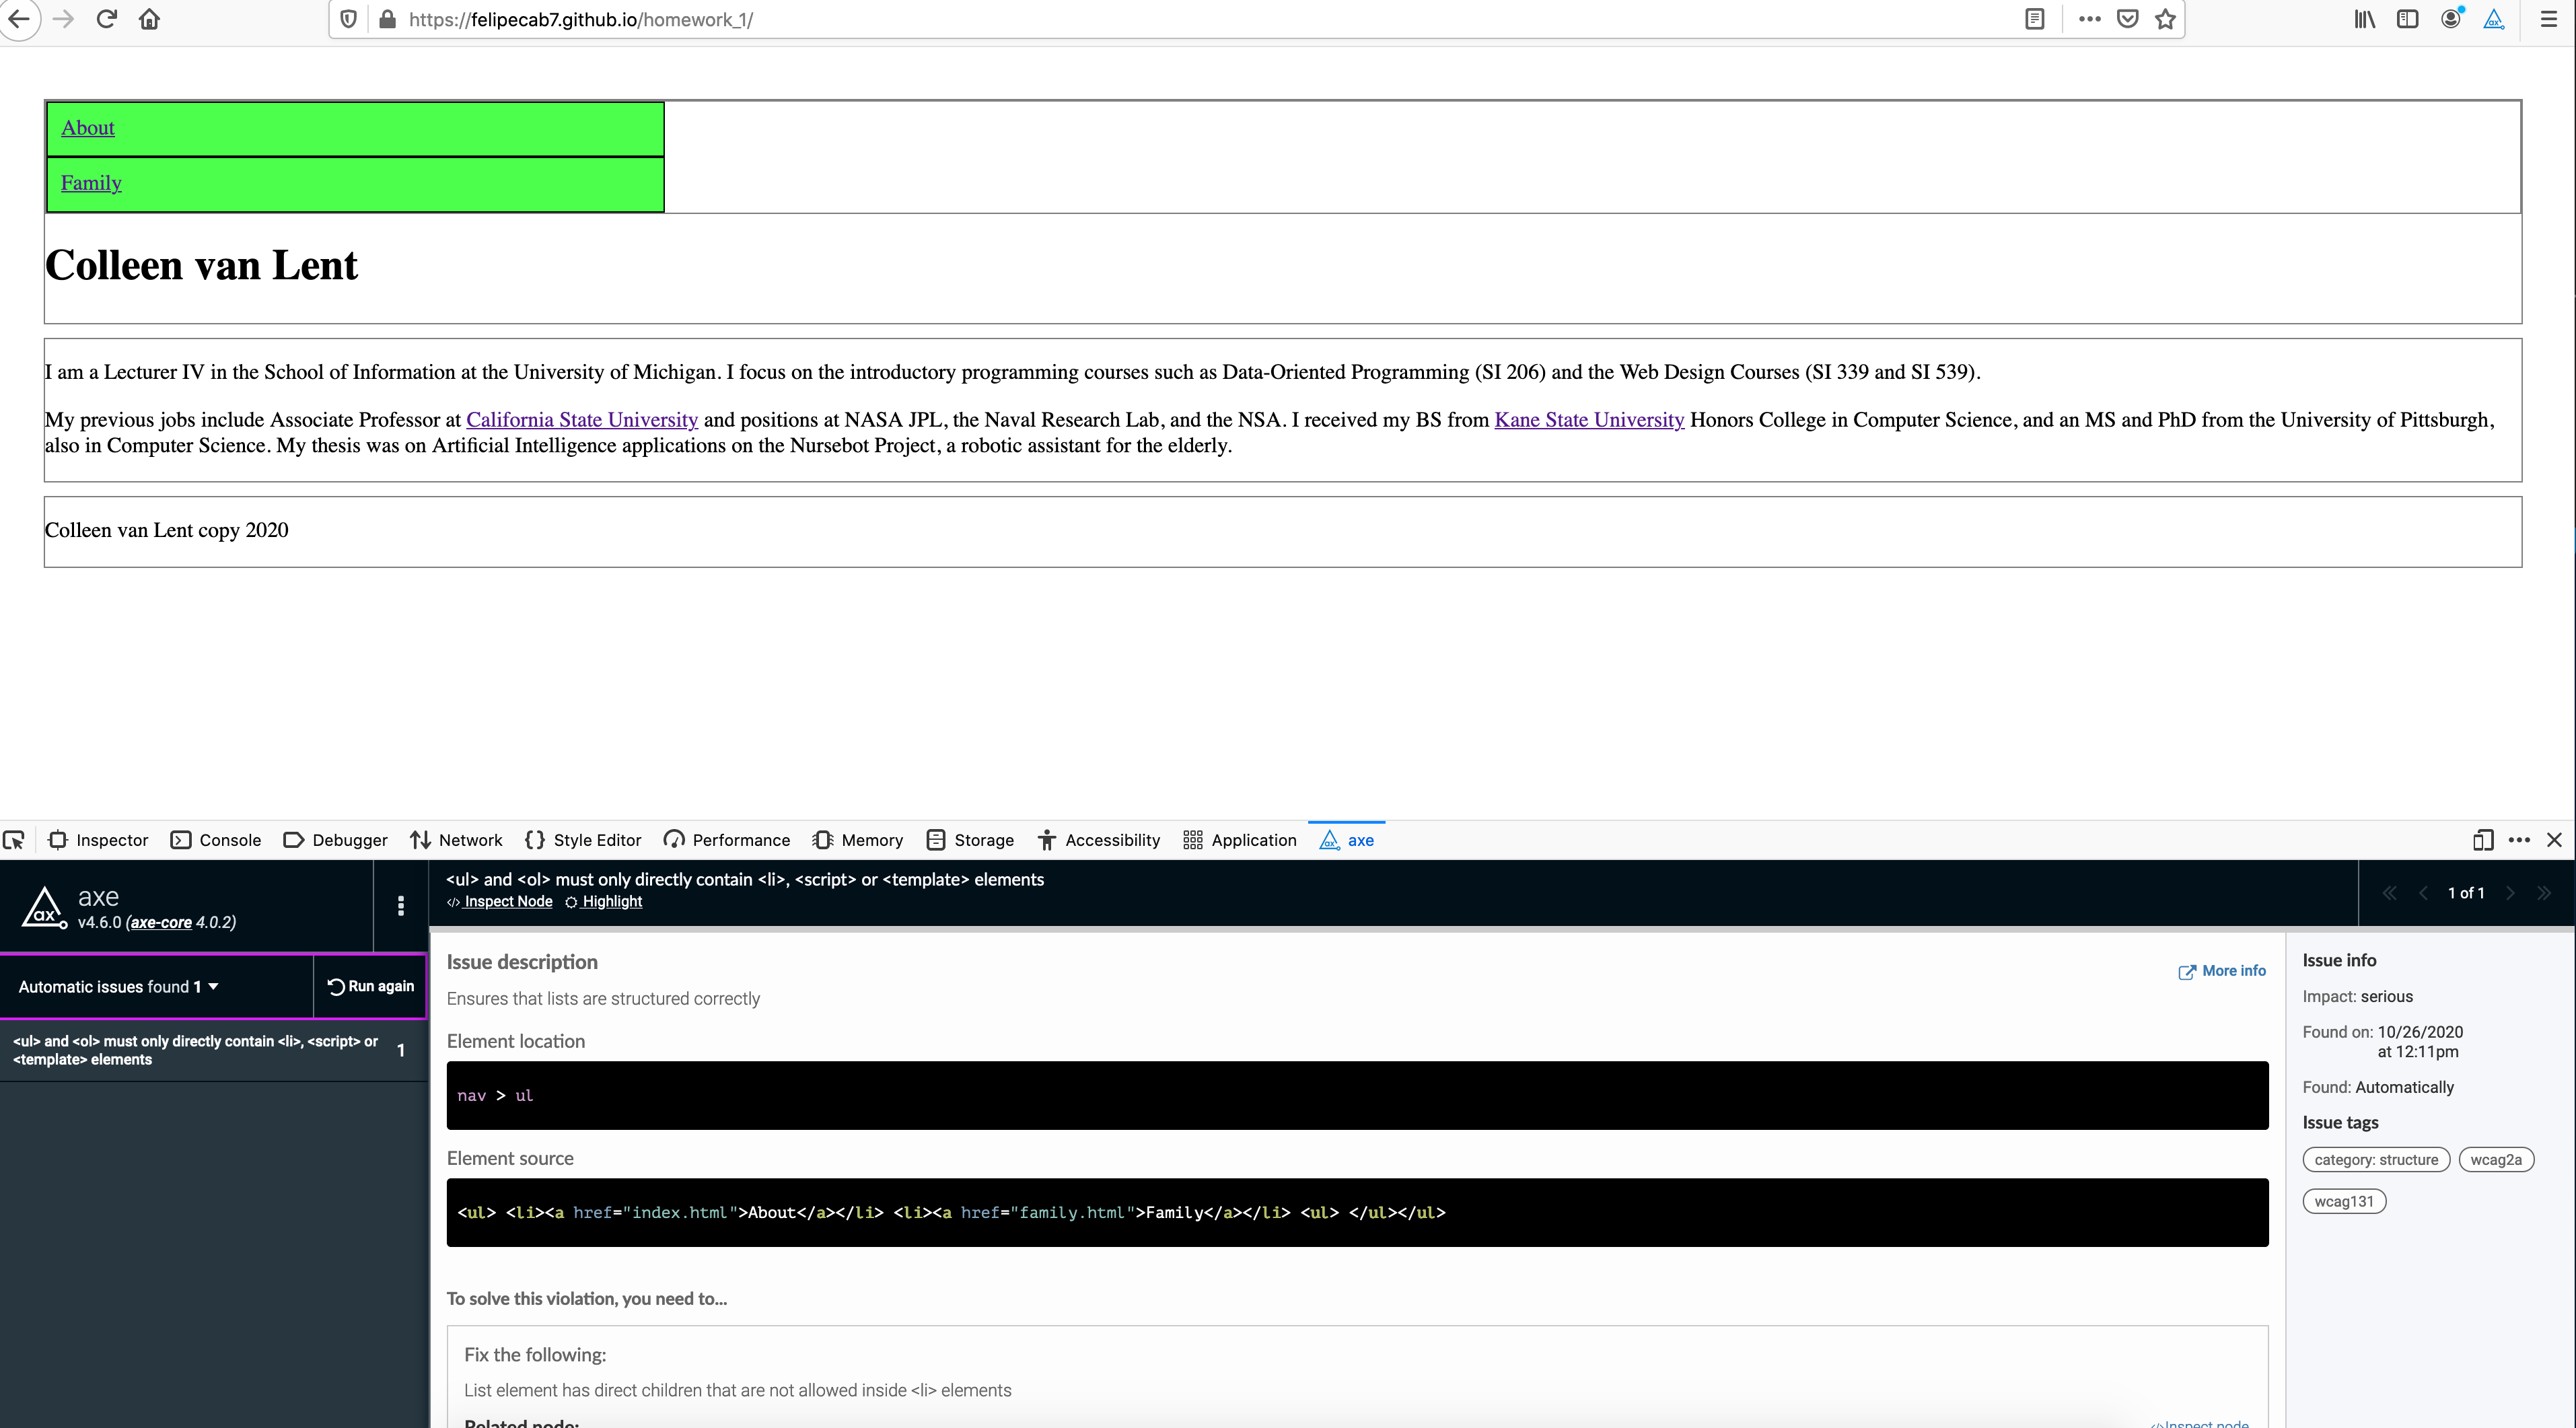 https://felipecab7.github.io/homework_1/
About
Family
Colleen van Lent
I am a Lecturer IV in the School of Information at the University of Michigan. I focus on the introductory programming courses such as Data-Oriented Programming (SI 206) and the Web Design Courses (SI 339 and SI 539).
My previous jobs include Associate Professor at California State University and positions at NASA JPL, the Naval Research Lab, and the NSA. I received my BS from Kane State University Honors College in Computer Science, and an MS and PhD from the University of Pittsburgh,
also in Computer Science. My thesis was on Artificial Intelligence applications on the Nursebot Project, a robotic assistant for the elderly.
Colleen van Lent copy 2020
Inspector Console Debugger Network Style Editor Performance Memory Storage Accessibility Application axe
axe
v4.6.0 (axe-core 4.0.2)
<ul> and <ol> must only directly contain <li>, <script> or <template> elements
Inspect Node Highlight
1 of 1
Automatic issues found 1
Run again
<ul> and <ol> must only directly contain <li>, <script> or
<template> elements
1
Issue description
More info
Ensures that lists are structured correctly
Element location
nav > ul
Element source
<ul> <li><a href="index.html">About</a></li> <li><a href="family.html">Family</a></li> <ul> </ul></ul>
To solve this violation, you need to...
Fix the following:
List element has direct children that are not allowed inside <li> elements
Related node:
Inspect node
Issue info
Impact: serious
Found on: 10/26/2020
at 12:11pm
Found: Automatically
Issue tags
category: structure
wcag2a
wcag131